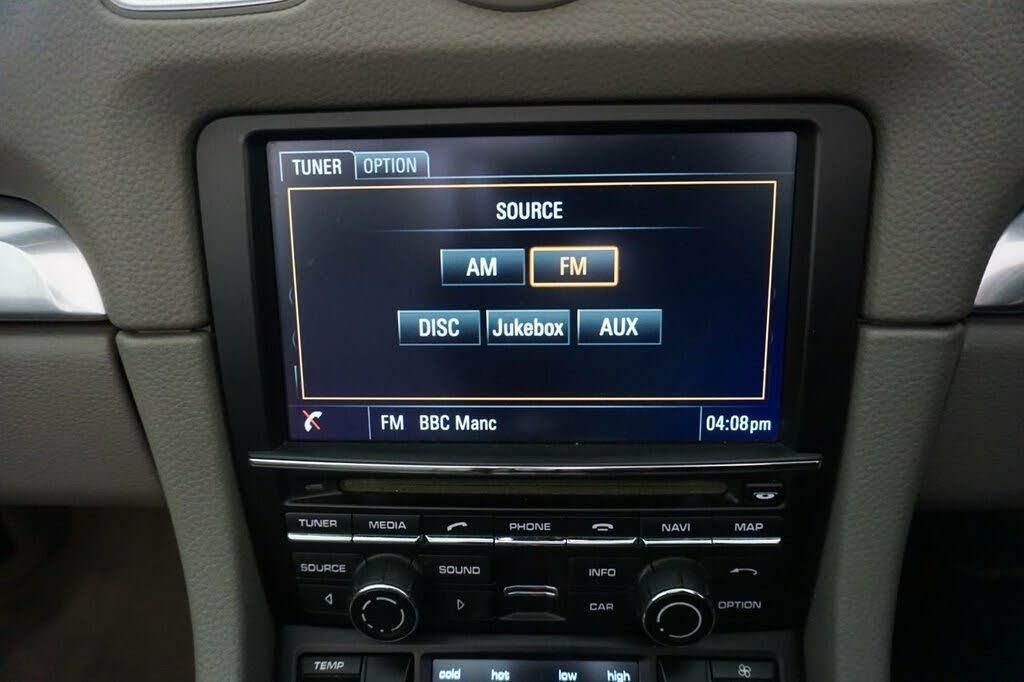 TUNER OPTION
SOURCE
AM FM
DISC Jukebox AUX
FM BBC Manc 04:08pm
TUNER MEDIA PHONE NAVI MAP
SOURCE SOUND INFO
CAR OPTION
TEMP cold hot low high